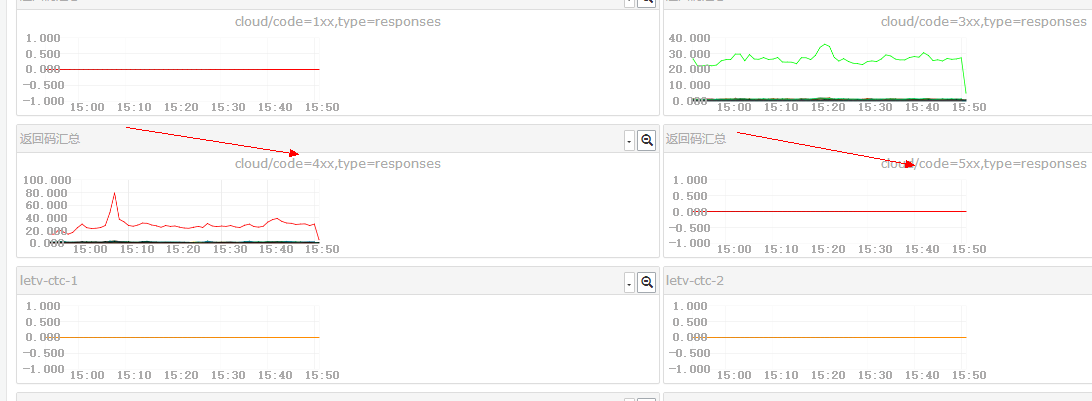 cloud/code=1xx,type=responses
1.000
0.500
0.000
-0.500
-1.000
15:00 15:10 15:20 15:30 15:40 15:50
cloud/code=3xx,type=responses
40.000
30.000
20.000
10.000
0.000
15:00 15:10 15:20 15:30 15:40 15:50
返回码汇总
-
cloud/code=4xx,type=responses
100.000
80.000
60.000
40.000
20.000
0.000
15:00 15:10 15:20 15:30 15:40 15:50
返回码汇总
cloud/code=5xx,type=responses
1.000
0.500
0.000
-0.500
-1.000
15:00 15:10 15:20 15:30 15:40 15:50
letv-ctc-1
-
1.000
0.500
0.000
-0.500
-1.000
15:00 15:10 15:20 15:30 15:40 15:50
letv-ctc-2
1.000
0.500
0.000
-0.500
-1.000
15:00 15:10 15:20 15:30 15:40 15:50